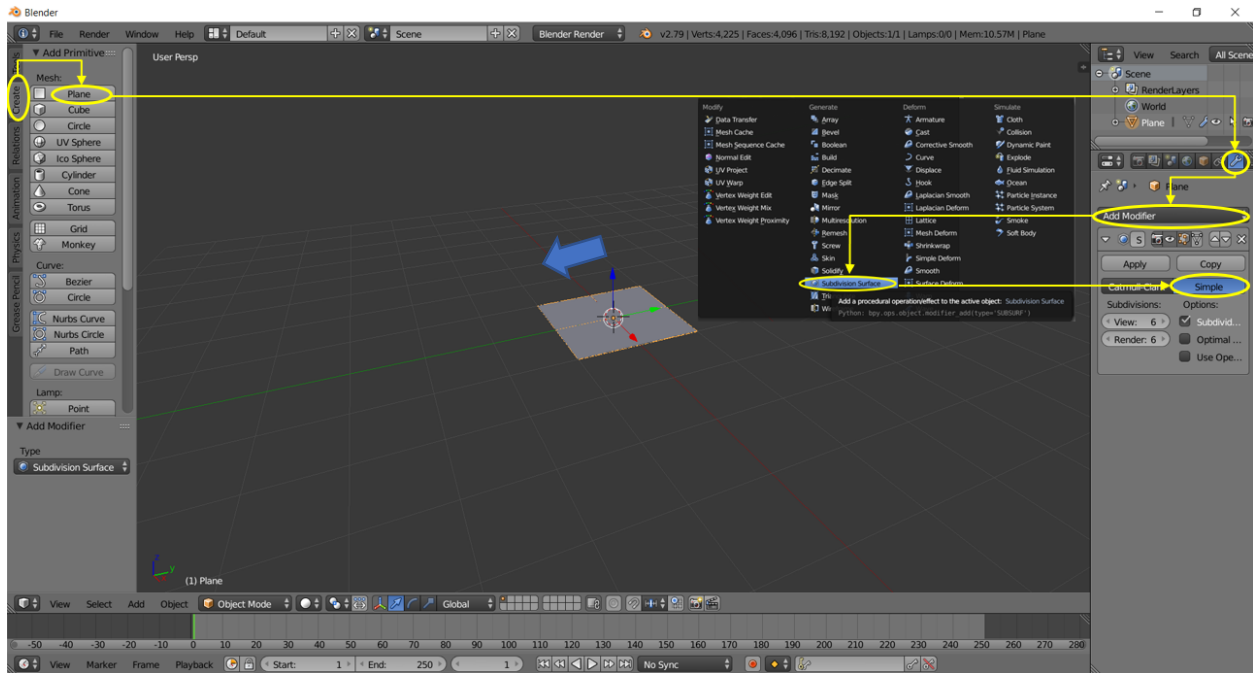 Blender
File Render Window Help Default Scene Blender Render v2.79 | Verts:4,225 | Faces:4,096 | Tris:8,192 | Objects:1/1 | Lamps:0/0 | Mem:10.57M | Plane
Tools
Create
Relations
Animation
Physics
Grease Pencil
Add Primitive
Mesh:
Plane
Cube
Circle
UV Sphere
Ico Sphere
Cylinder
Cone
Torus
Grid
Monkey
Curve:
Bezier
Circle
Nurbs Curve
Nurbs Circle
Path
Draw Curve
Lamp:
Point
Add Modifier
Type
Subdivision Surface
User Persp
Modify
Data Transfer
Mesh Cache
Mesh Sequence Cache
Normal Edit
UV Project
UV Warp
Vertex Weight Edit
Vertex Weight Mix
Vertex Weight Proximity
Generate
Array
Bevel
Boolean
Build
Decimate
Edge Split
Mask
Mirror
Multiresolution
Remesh
Screw
Skin
Solidify
Subdivision Surface
Tri
Wi
Deform
Armature
Cast
Corrective Smooth
Curve
Displace
Hook
Laplacian Smooth
Laplacian Deform
Lattice
Mesh Deform
Shrinkwrap
Simple Deform
Smooth
Surface Deform
Simulate
Cloth
Collision
Dynamic Paint
Explode
Fluid Simulation
Ocean
Particle Instance
Particle System
Smoke
Soft Body
Add a procedural operation/effect to the active object: Subdivision Surface
Python: bpy.ops.object.modifier_add(type='SUBSURF')
z
y
(1) Plane
View Search All Scene
Scene
RenderLayers
World
Plane
Plane
Add Modifier
S
Apply Copy
Catmull-Clar Simple
Subdivisions: Options:
View: 6 Subdivid...
Render: 6 Optimal ...
Use Ope...
View Select Add Object Object Mode Global
-50 -40 -30 -20 -10 0 10 20 30 40 50 60 70 80 90 100 110 120 130 140 150 160 170 180 190 200 210 220 230 240 250 260 270 280
View Marker Frame Playback Start: 1 End: 250 1 No Sync